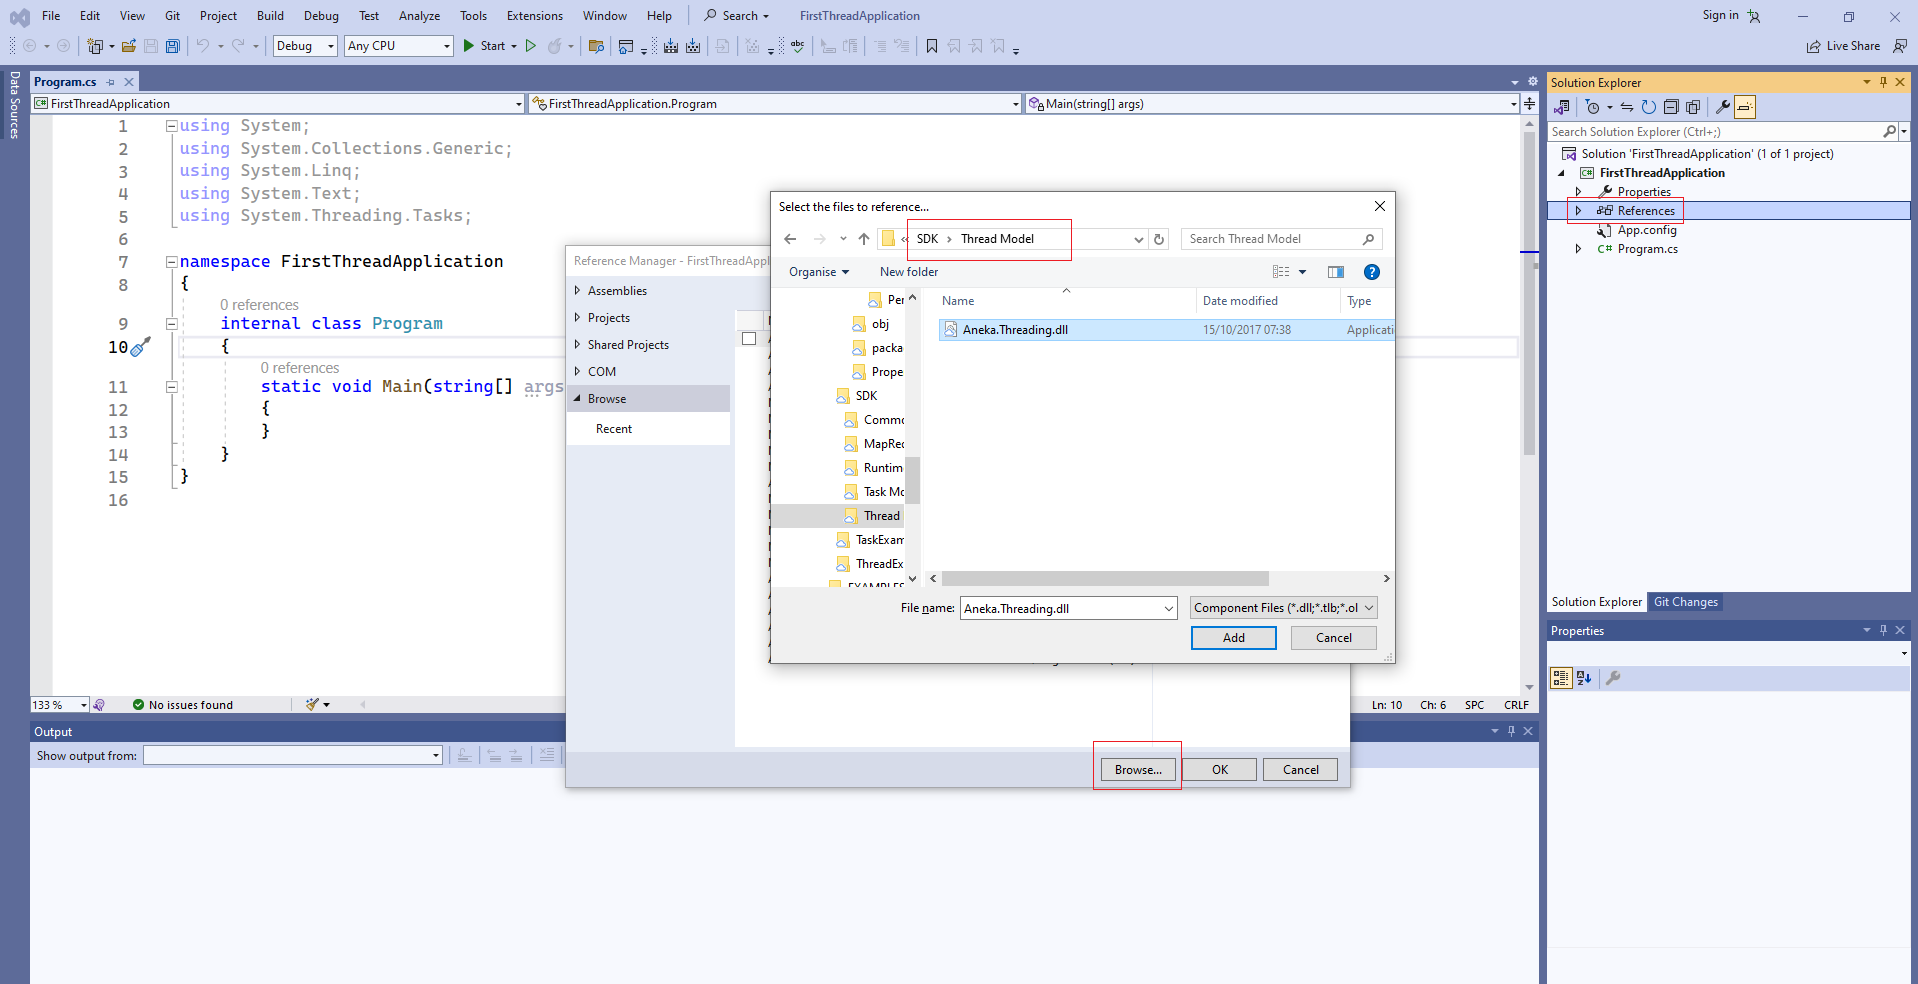 File Edit View Git Project Build Debug Test Analyze Tools Extensions Window Help Search FirstThreadApplication Sign in
Debug Any CPU Start Live Share
Data Sources
Program.cs
FirstThreadApplication FirstThreadApplication.Program Main(string[] args)
1 using System;
2 using System.Collections.Generic;
3 using System.Linq;
4 using System.Text;
5 using System.Threading.Tasks;
6
7 namespace FirstThreadApplication
8 {
0 references
9 internal class Program
10 {
0 references
11 static void Main(string[] args
12 {
13 }
14 }
15 }
16
133 % No issues found Ln: 10 Ch: 6 SPC CRLF
Output
Show output from:
Reference Manager - FirstThreadAppl
Assemblies
Projects
Shared Projects
COM
Browse
Recent
Browse... OK Cancel
Select the files to reference...
« SDK › Thread Model Search Thread Model
Organise New folder
Name Date modified Type
Aneka.Threading.dll 15/10/2017 07:38 Applicati
Per
obj
packa
Prope
SDK
Commo
MapRec
Runtim
Task Mo
Thread
TaskExam
ThreadEx
EXAMPLES
File name: Aneka.Threading.dll Component Files (*.dll;*.tlb;*.ol
Add Cancel
Solution Explorer
Search Solution Explorer (Ctrl+;)
Solution 'FirstThreadApplication' (1 of 1 project)
C# FirstThreadApplication
Properties
References
App.config
C# Program.cs
Solution Explorer Git Changes
Properties